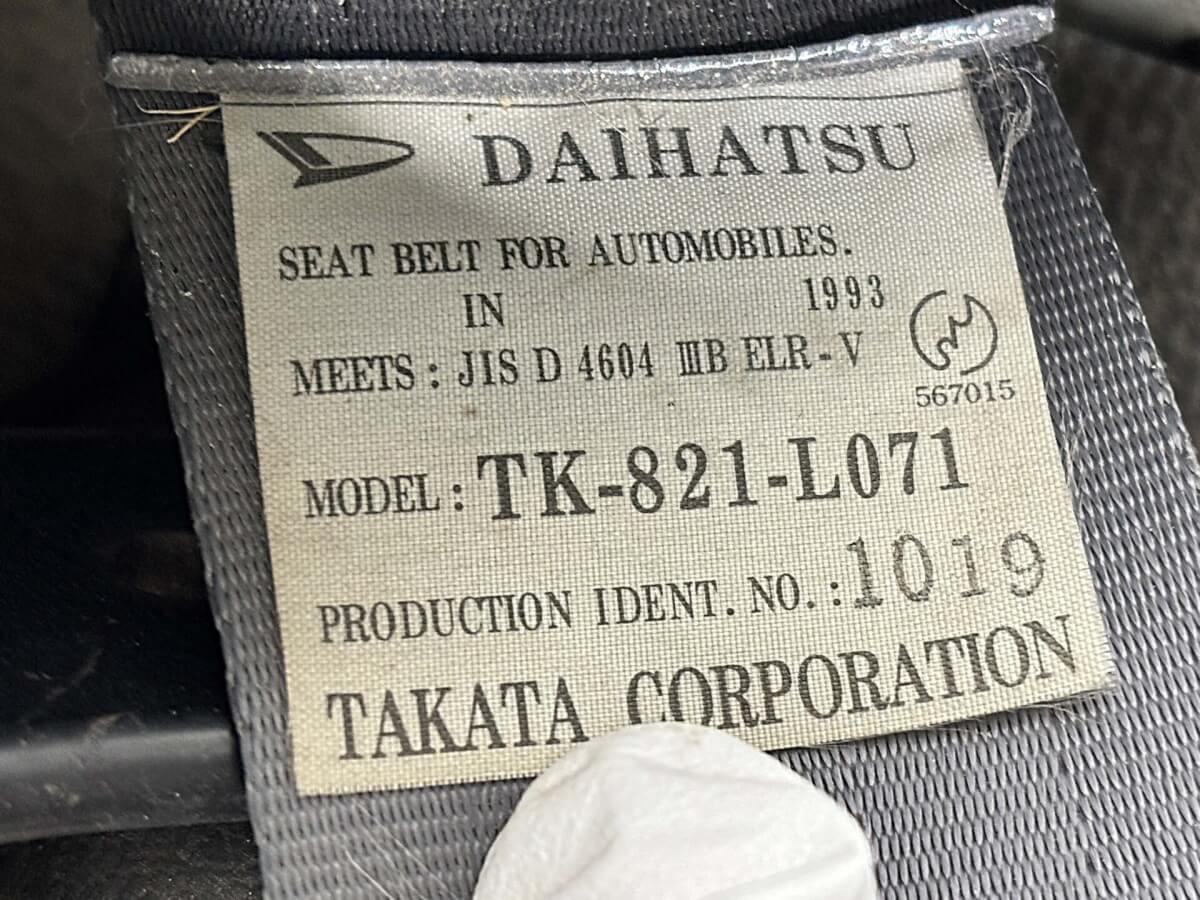 DAIHATSU
SEAT BELT FOR AUTOMOBILES.
IN 1993
MEETS: JIS D 4604 ⅢB ELR-V
567015
MODEL: TK-821-L071
PRODUCTION IDENT. NO.: 1019
TAKATA CORPORATION